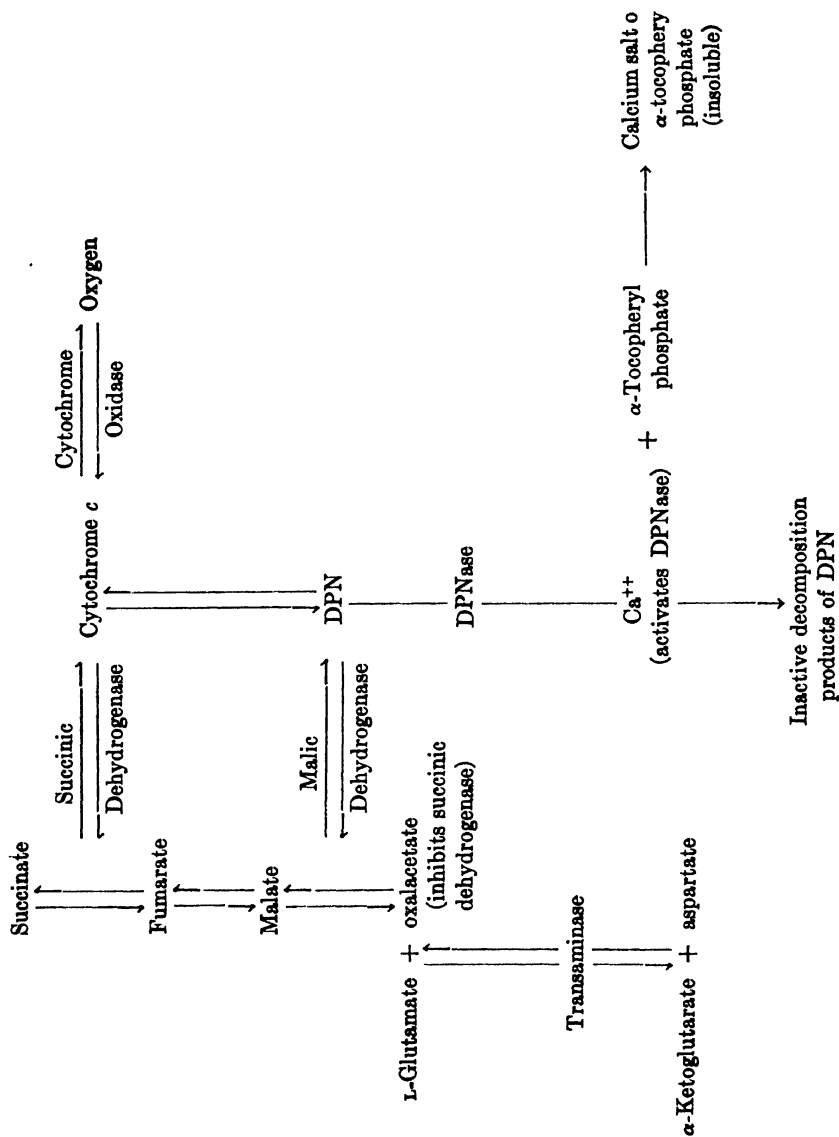 Succinate
Succinic
Cytochrome
Cytochrome c
Oxygen
Dehydrogenase
Oxidase
Fumarate
Malate
Malic
DPN
Dehydrogenase
L-Glutamate + oxalacetate
(inhibits succinic
dehydrogenase)
DPNase
Transaminase
α-Ketoglutarate + aspartate
Ca++ + α-Tocopheryl
(activates DPNase) phosphate
Calcium salt o
α-tocophery
phosphate
(insoluble)
Inactive decomposition
products of DPN